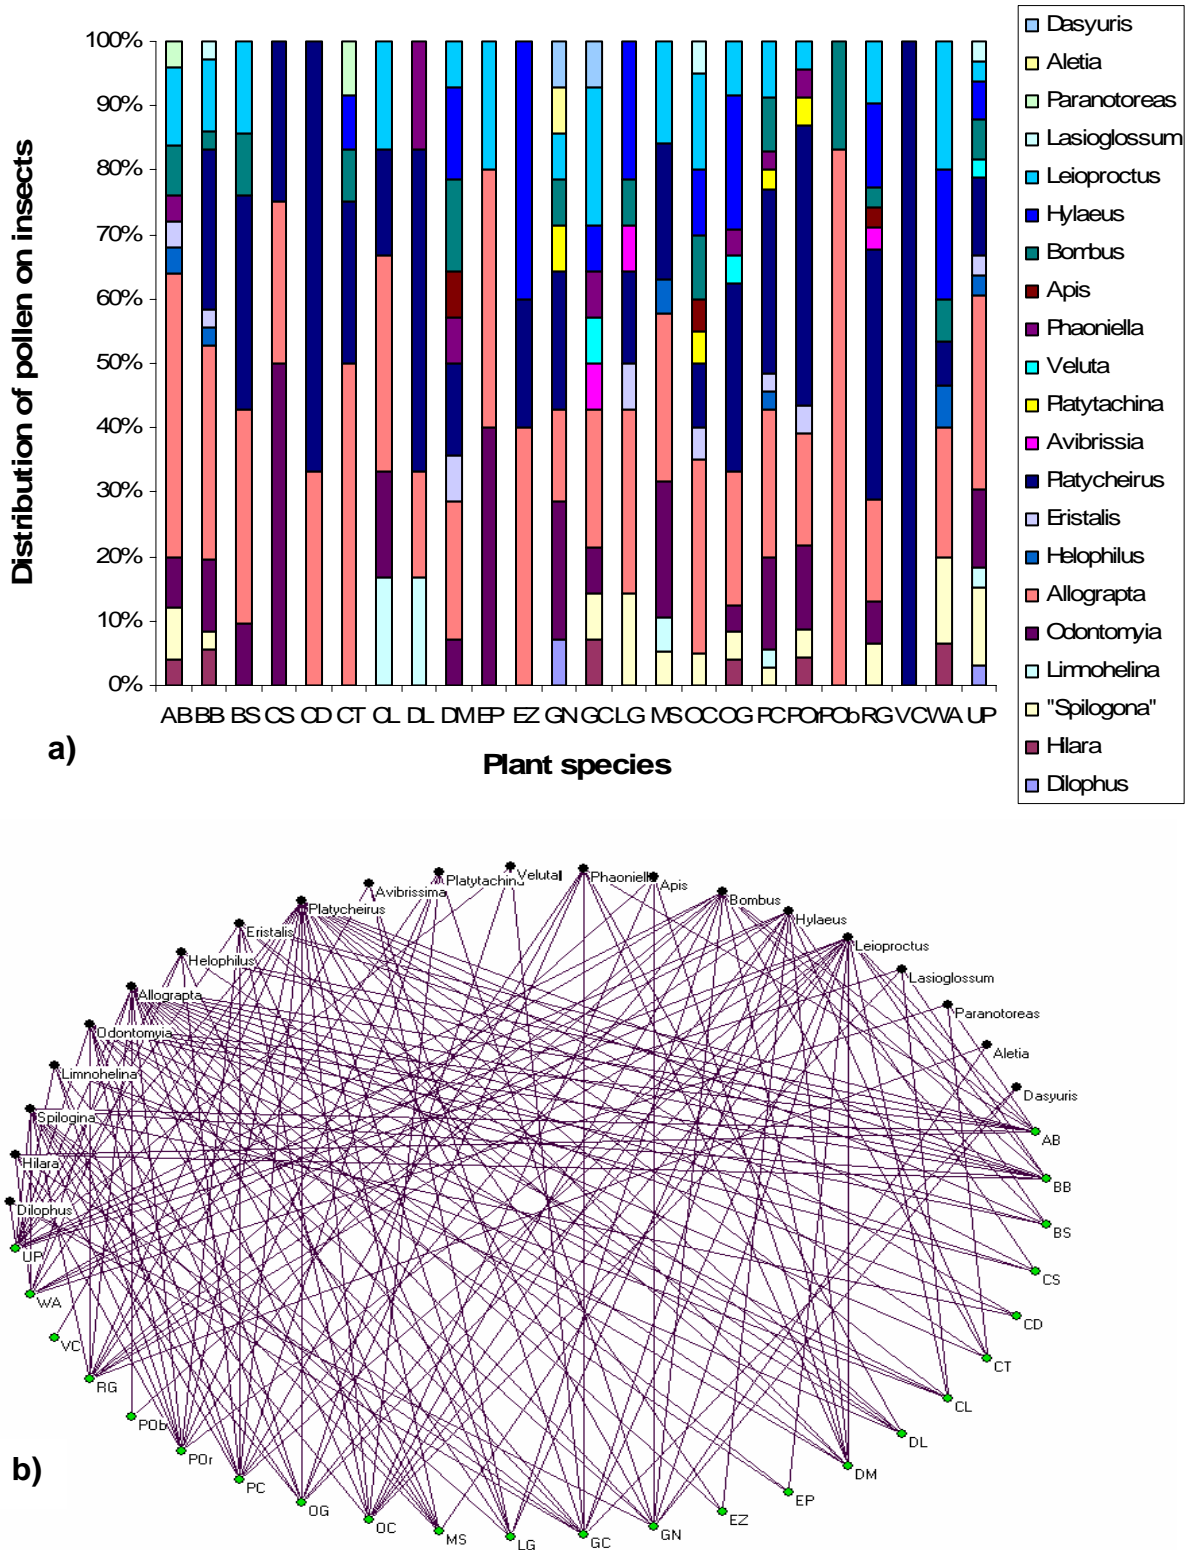 Distribution of pollen on insects
100%
90%
80%
70%
60%
50%
40%
30%
20%
10%
0%
AB BB BS CS CD CT CL DL DM EP EZ GN GC LG MS OC OG PC POr POb RG VC WA UP
Plant species
a)
Dasyuris
Aletia
Paranotoreas
Lasioglossum
Leioproctus
Hylaeus
Bombus
Apis
Phaoniella
Veluta
Platytachina
Avibrissia
Platycheirus
Eristalis
Helophilus
Allograpta
Odontomyia
Limnohelina
"Spilogona"
Hilara
Dilophus
Velutal
Phaoniella
Platytachina
Apis
Avibrissima
Bombus
Platycheirus
Hylaeus
Eristalis
Leioproctus
Helophilus
Lasioglossum
Allograpta
Paranotoreas
Odontomyia
Aletia
Limnohelina
Dasyuris
Spilogina
AB
Hilara
BB
Dilophus
BS
UP
CS
WA
CD
VC
CT
RG
CL
POb
DL
POr
DM
PC
EP
OG
EZ
OC
GN
MS
GC
LG
b)